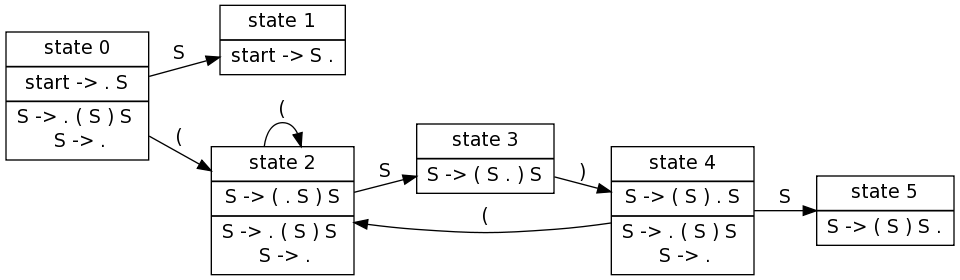 state 0
start -> . S
S -> . ( S ) S
S -> .
S
(
state 1
start -> S .
(
state 2
S -> ( . S ) S
S -> . ( S ) S
S -> .
S
state 3
S -> ( S . ) S
)
(
state 4
S -> ( S ) . S
S -> . ( S ) S
S -> .
S
state 5
S -> ( S ) S .